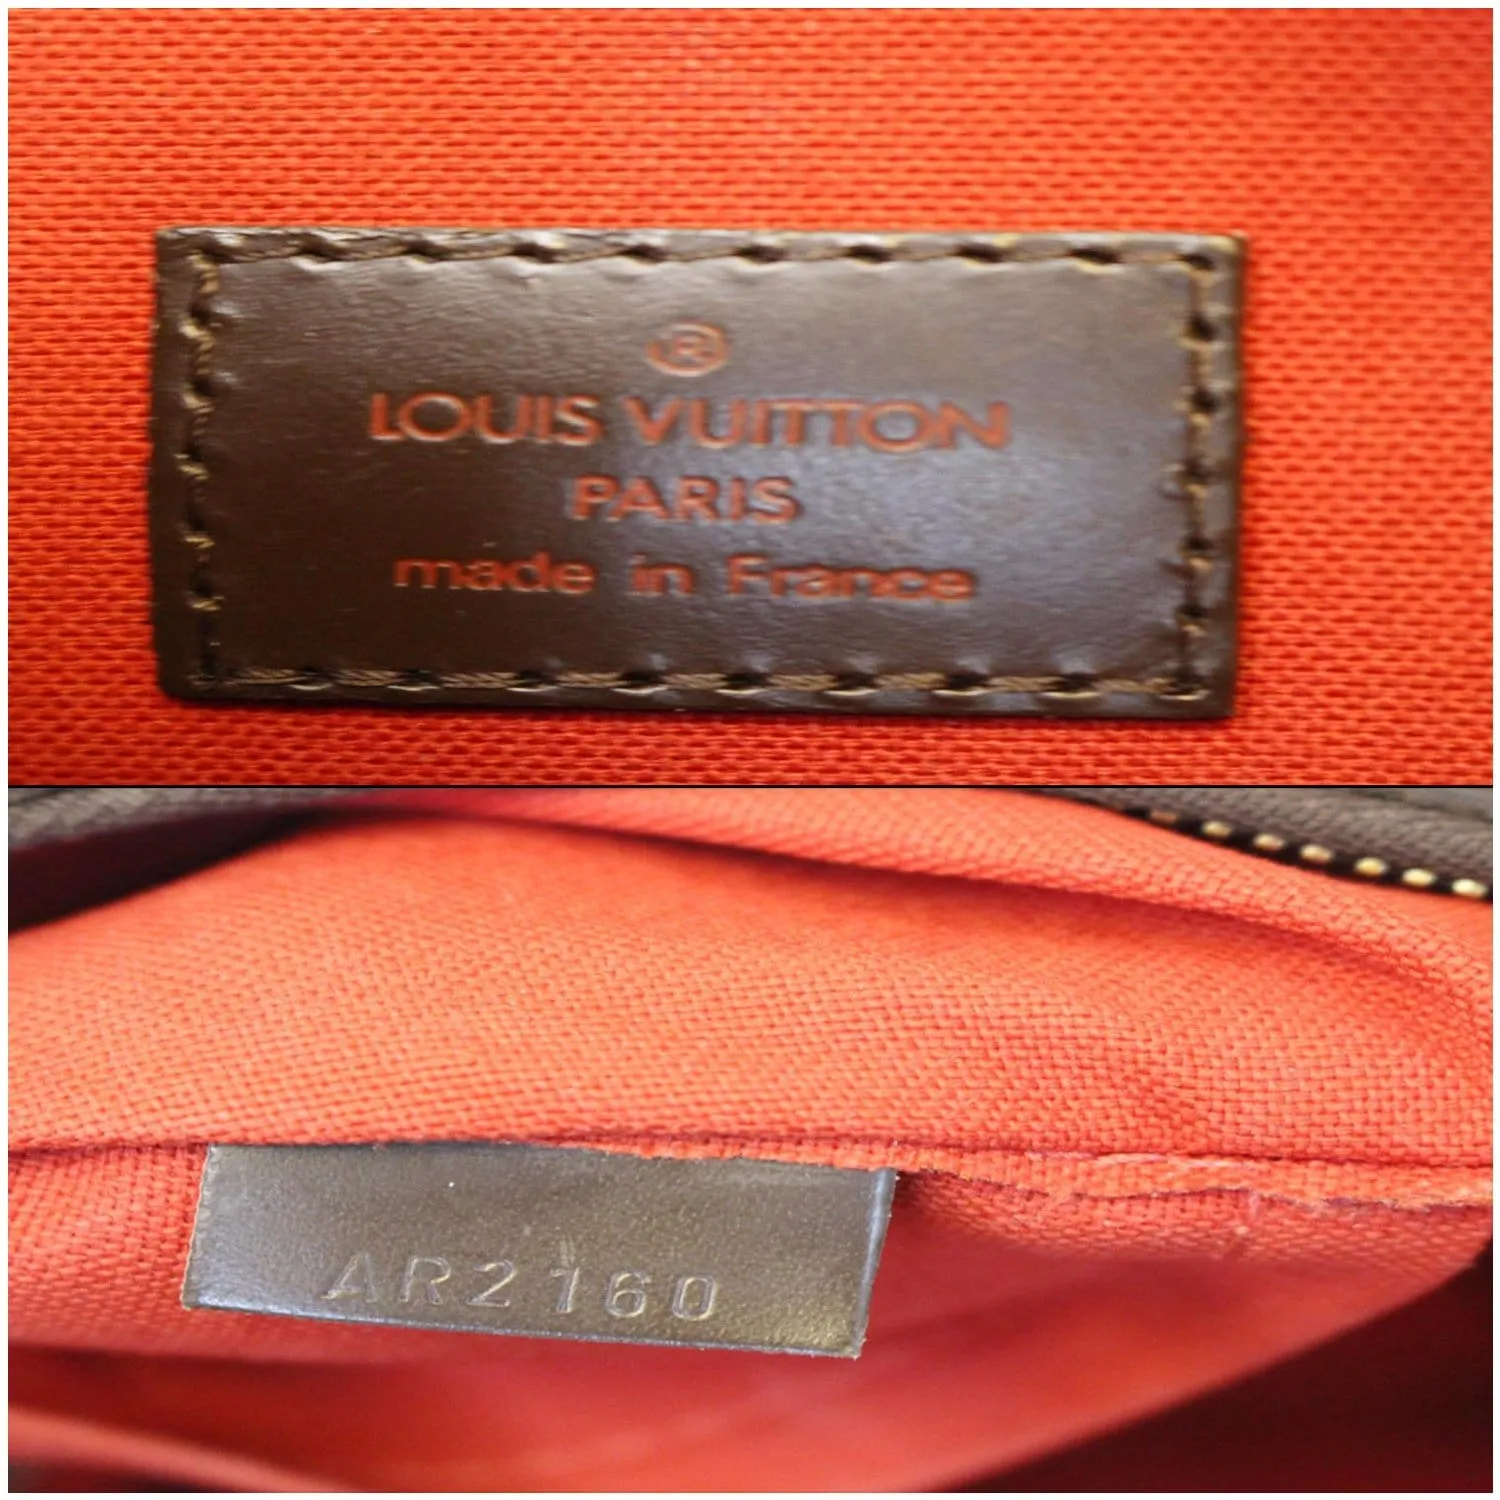 ®
LOUIS VUITTON
PARIS
made in France
AR2160